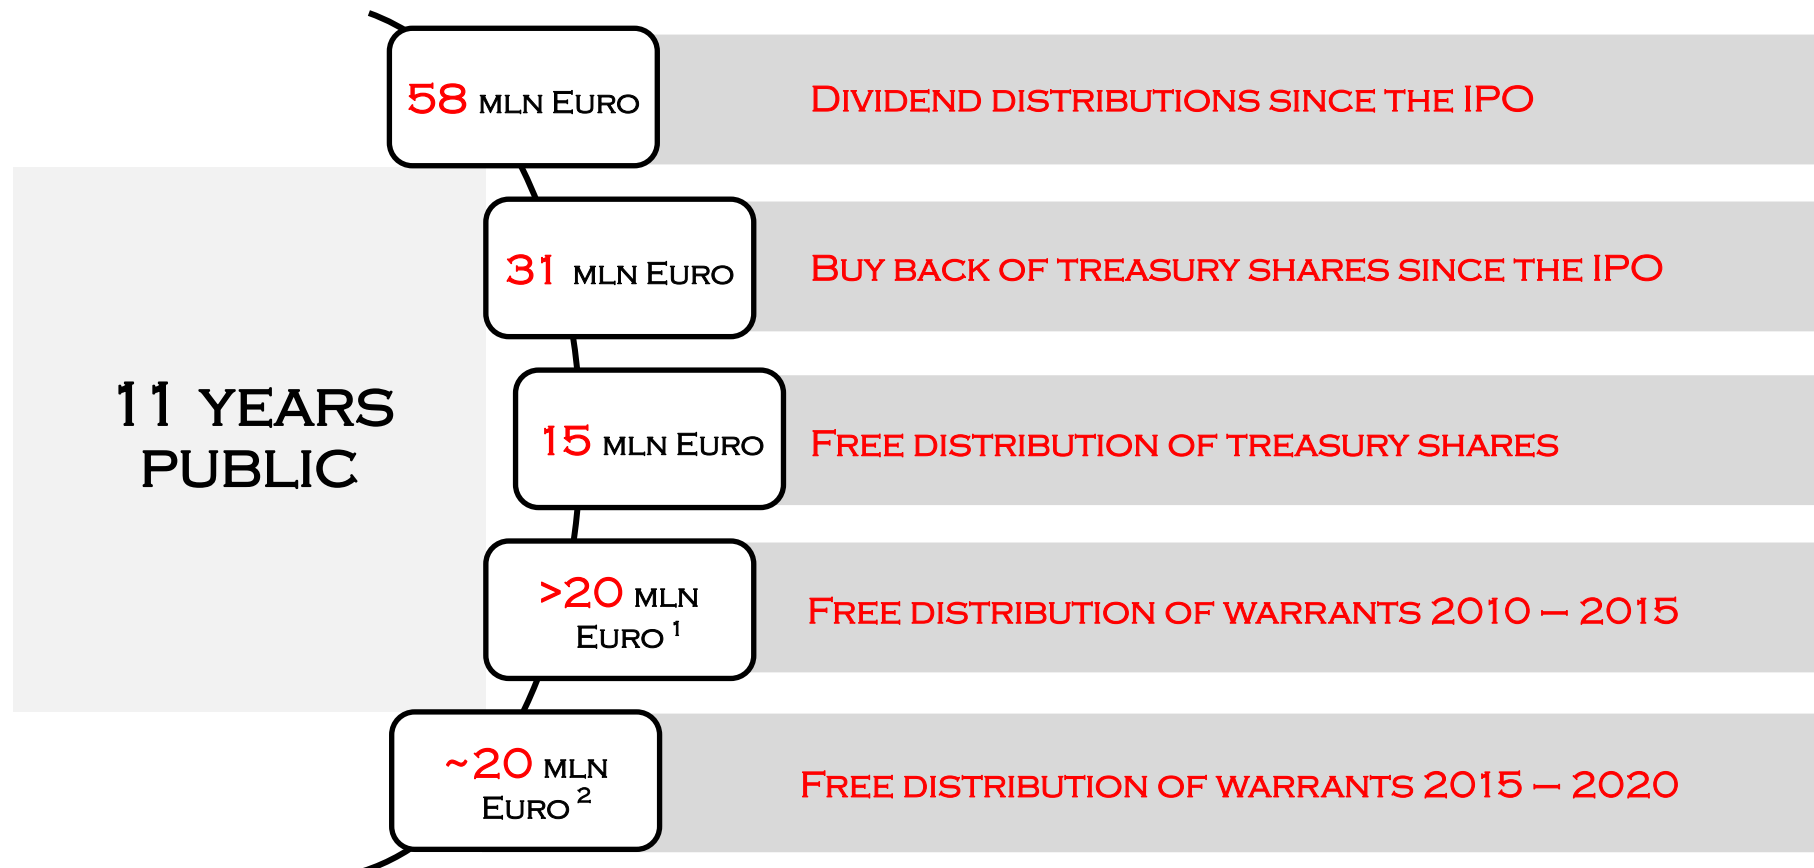 58 MLN EURO
DIVIDEND DISTRIBUTIONS SINCE THE IPO
31 MLN EURO
BUY BACK OF TREASURY SHARES SINCE THE IPO
11 YEARS
PUBLIC
15 MLN EURO
FREE DISTRIBUTION OF TREASURY SHARES
>20 MLN
EURO ¹
FREE DISTRIBUTION OF WARRANTS 2010 – 2015
~20 MLN
EURO ²
FREE DISTRIBUTION OF WARRANTS 2015 – 2020